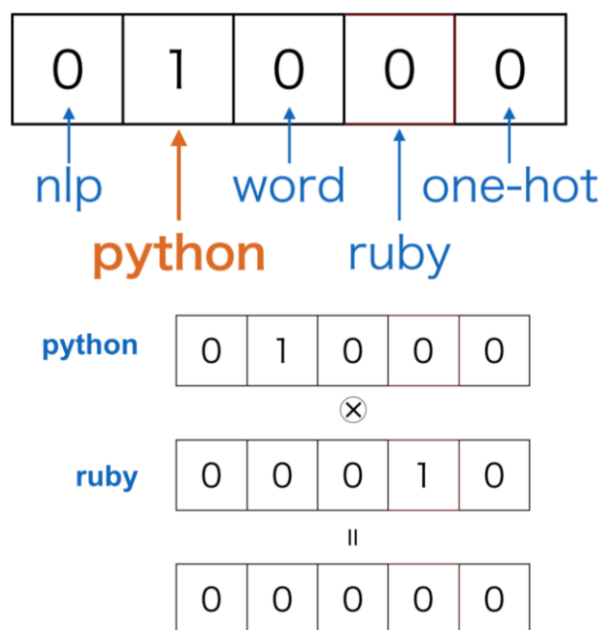 0 1 0 0 0
nlp word one-hot
python ruby
python 0 1 0 0 0
⊗
ruby 0 0 0 1 0
=
0 0 0 0 0